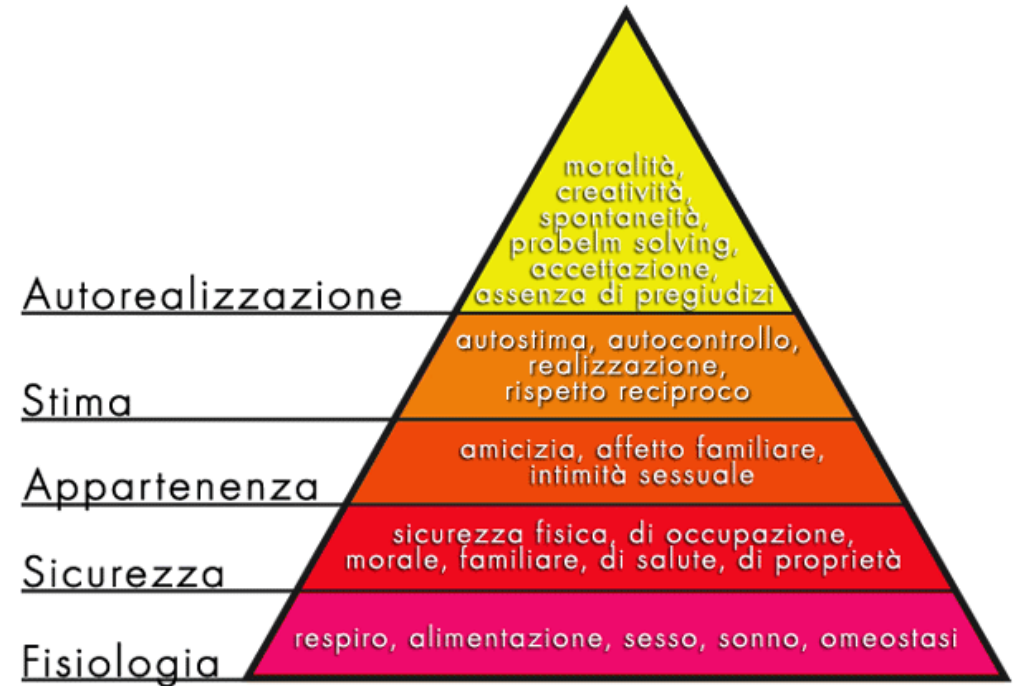 moralità,
creatività,
spontaneità,
probelm solving,
accettazione,
assenza di pregiudizi
Autorealizzazione
autostima, autocontrollo,
realizzazione,
rispetto reciproco
Stima
amicizia, affetto familiare,
intimità sessuale
Appartenenza
sicurezza fisica, di occupazione,
morale, familiare, di salute, di proprietà
Sicurezza
respiro, alimentazione, sesso, sonno, omeostasi
Fisiologia